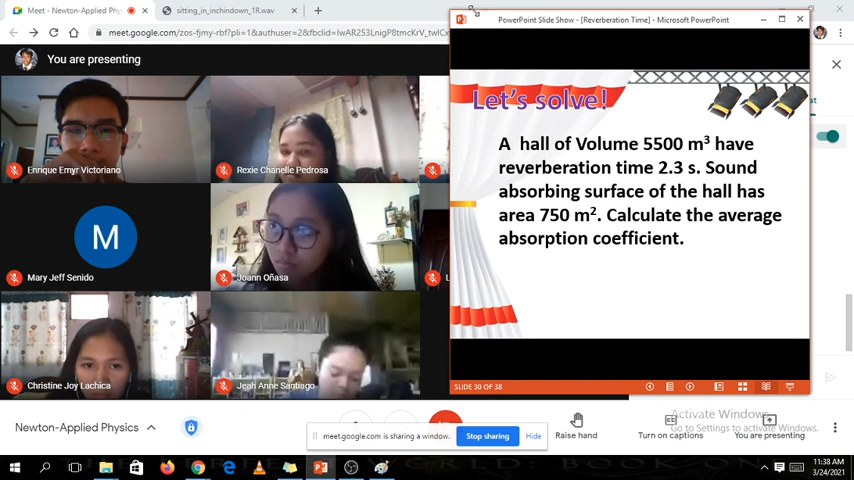 Meet - Newton-Applied Physics
sitting_in_inchindown_1R.wav
PowerPoint Slide Show - [Reverberation Time] - Microsoft PowerPoint
meet.google.com/zos-fjmy-rbf?pli=1&authuser=2&fbclid=IwAR253LnigP8tmcKrV_twlCx
You are presenting
Let's solve!
A hall of Volume 5500 m³ have
reverberation time 2.3 s. Sound
absorbing surface of the hall has
area 750 m². Calculate the average
absorption coefficient.
Enrique Emyr Victoriano
Rexie Chanelle Pedrosa
M
Mary Jeff Senido
Joann Oñasa
L
Christine Joy Lachica
Jeah Anne Santiago
SLIDE 30 OF 38
Newton-Applied Physics
meet.google.com is sharing a window.
Stop sharing
Hide
Raise hand
Turn on captions
You are presenting
Activate Windows
Go to Settings to activate Windows.
11:38 AM
3/24/2021